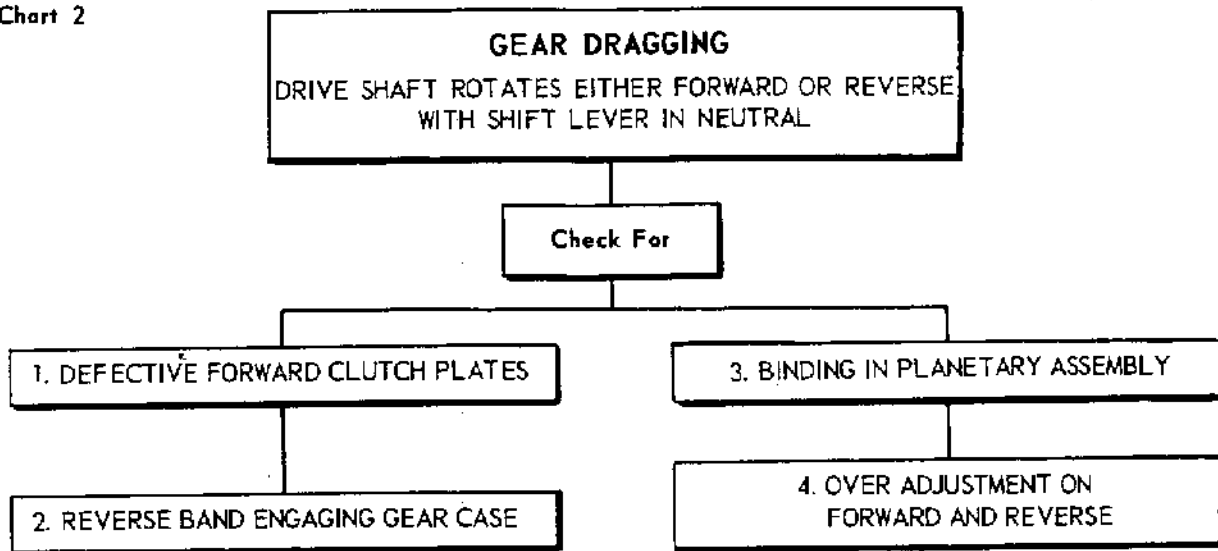 Chart 2
GEAR DRAGGING
DRIVE SHAFT ROTATES EITHER FORWARD OR REVERSE
WITH SHIFT LEVER IN NEUTRAL
Check For
1. DEFECTIVE FORWARD CLUTCH PLATES
2. REVERSE BAND ENGAGING GEAR CASE
3. BINDING IN PLANETARY ASSEMBLY
4. OVER ADJUSTMENT ON
FORWARD AND REVERSE